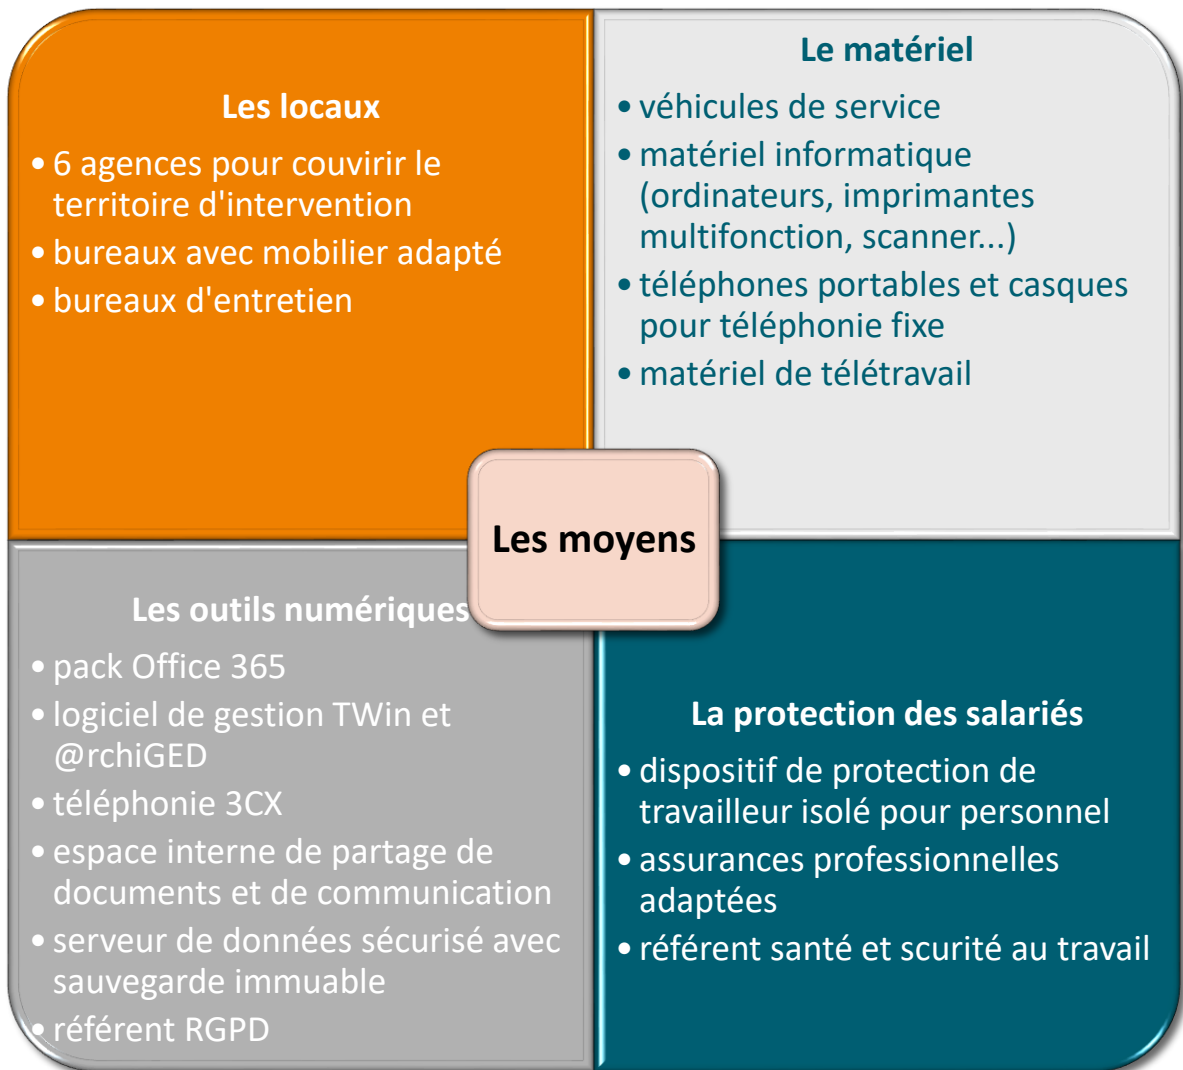 Les locaux
• 6 agences pour couvirir le
territoire d'intervention
• bureaux avec mobilier adapté
• bureaux d'entretien
Le matériel
• véhicules de service
• matériel informatique
(ordinateurs, imprimantes
multifonction, scanner...)
• téléphones portables et casques
pour téléphonie fixe
• matériel de télétravail
Les moyens
Les outils numériques
• pack Office 365
• logiciel de gestion TWin et
@rchiGED
• téléphonie 3CX
• espace interne de partage de
documents et de communication
• serveur de données sécurisé avec
sauvegarde immuable
• référent RGPD
La protection des salariés
• dispositif de protection de
travailleur isolé pour personnel
• assurances professionnelles
adaptées
• référent santé et scurité au travail